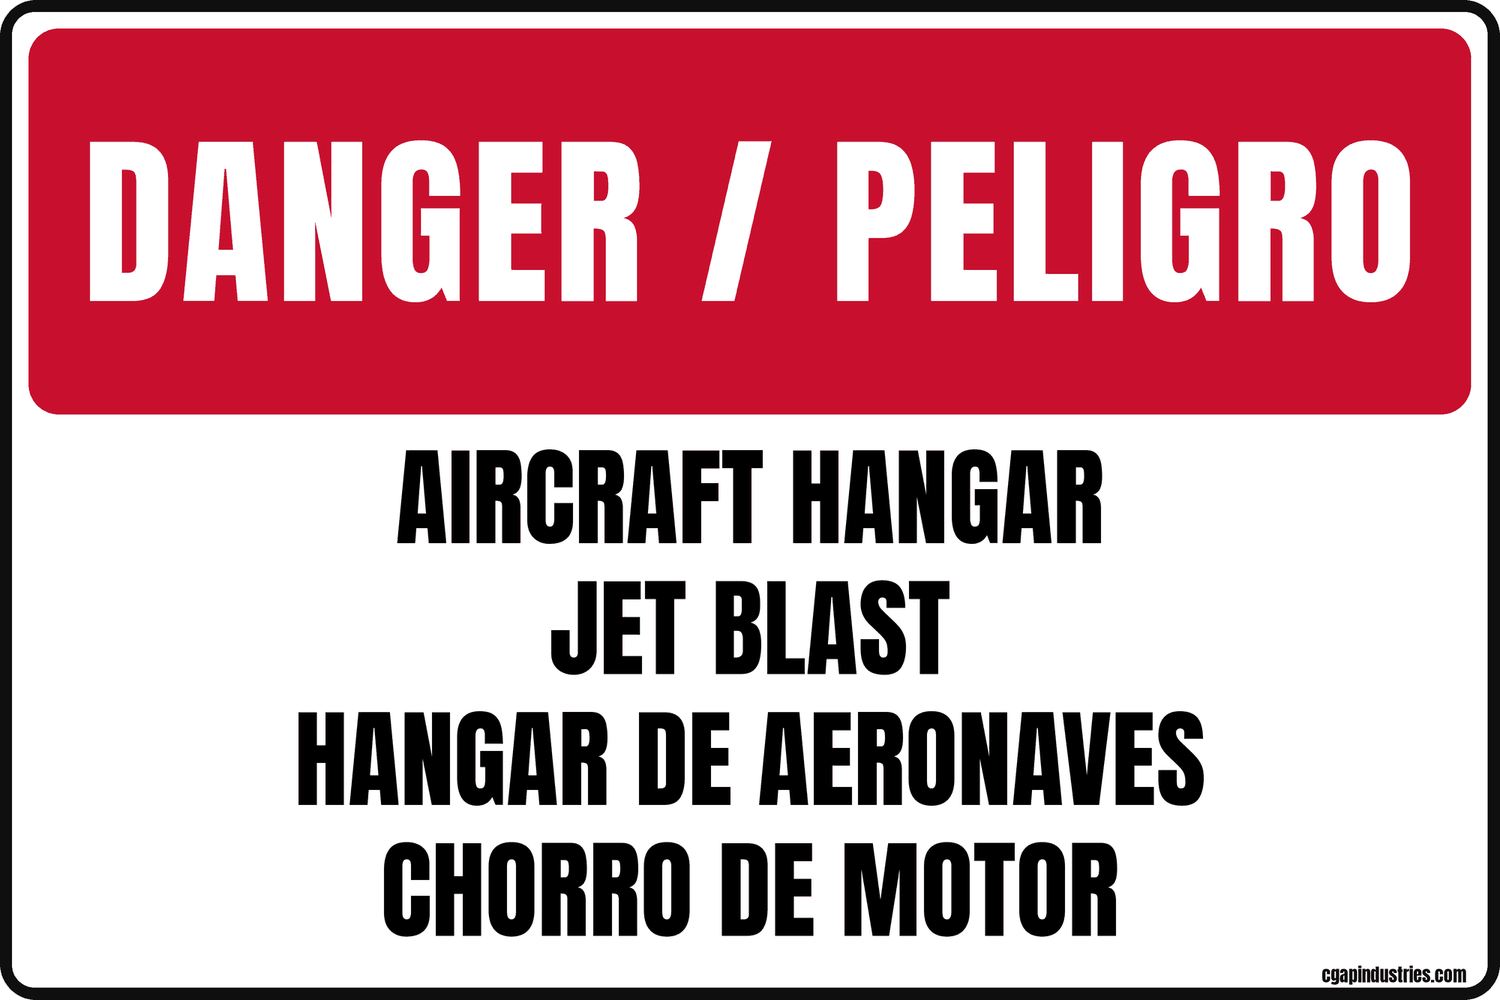 DANGER / PELIGRO
AIRCRAFT HANGAR
JET BLAST
HANGAR DE AERONAVES
CHORRO DE MOTOR
cgapindustries.com